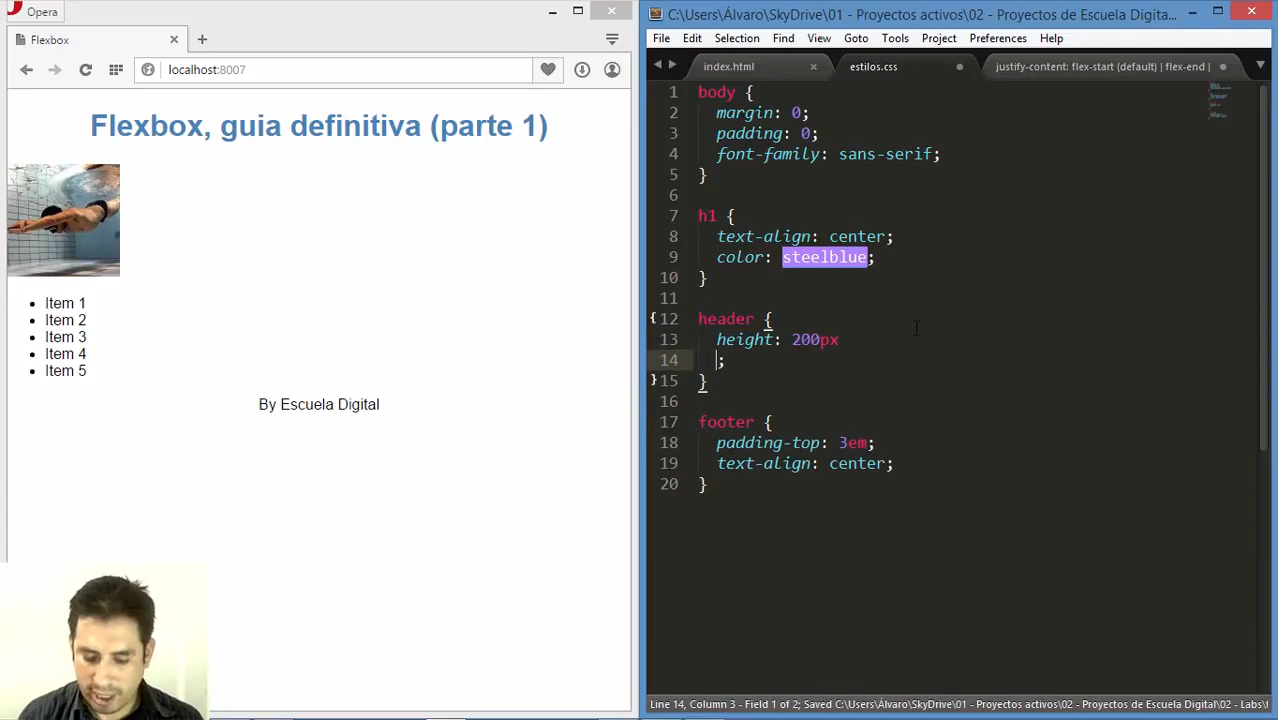 Opera
Flexbox
localhost:8007
Flexbox, guia definitiva (parte 1)
Item 1
Item 2
Item 3
Item 4
Item 5
By Escuela Digital
C:\Users\Álvaro\SkyDrive\01 - Proyectos activos\02 - Proyectos de Escuela Digita...
File Edit Selection Find View Goto Tools Project Preferences Help
index.html estilos.css justify-content: flex-start (default) | flex-end |
1 body {
2 margin: 0;
3 padding: 0;
4 font-family: sans-serif;
5 }
6
7 h1 {
8 text-align: center;
9 color: steelblue;
10 }
11
12 header {
13 height: 200px
14 ;
15 }
16
17 footer {
18 padding-top: 3em;
19 text-align: center;
20 }
Line 14, Column 3 - Field 1 of 2; Saved C:\Users\Álvaro\SkyDrive\01 - Proyectos activos\02 - Proyectos de Escuela Digital\02 - Labs\f